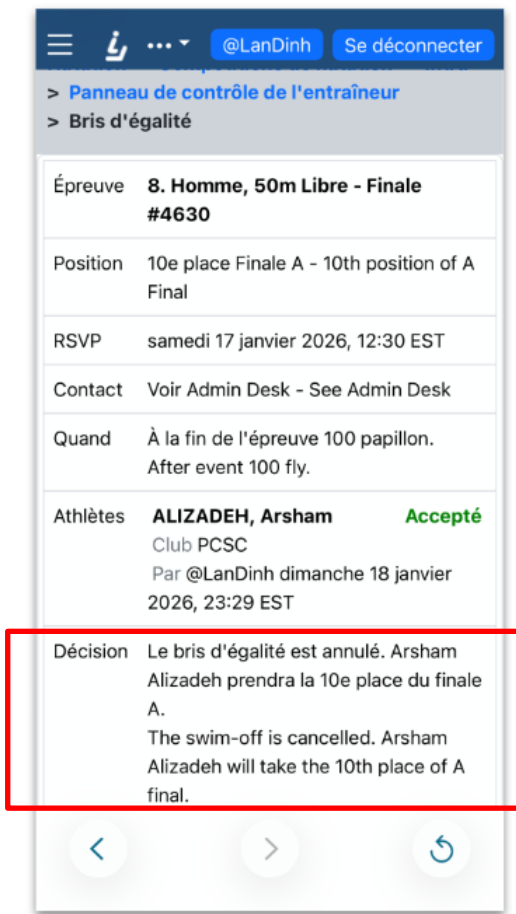 @LanDinh Se déconnecter
> Panneau de contrôle de l'entraîneur
> Bris d'égalité
Épreuve 8. Homme, 50m Libre - Finale
#4630
Position 10e place Finale A - 10th position of A
Final
RSVP samedi 17 janvier 2026, 12:30 EST
Contact Voir Admin Desk - See Admin Desk
Quand À la fin de l'épreuve 100 papillon.
After event 100 fly.
Athlètes ALIZADEH, Arsham Accepté
Club PCSC
Par @LanDinh dimanche 18 janvier
2026, 23:29 EST
Décision Le bris d'égalité est annulé. Arsham
Alizadeh prendra la 10e place du finale
A.
The swim-off is cancelled. Arsham
Alizadeh will take the 10th place of A
final.